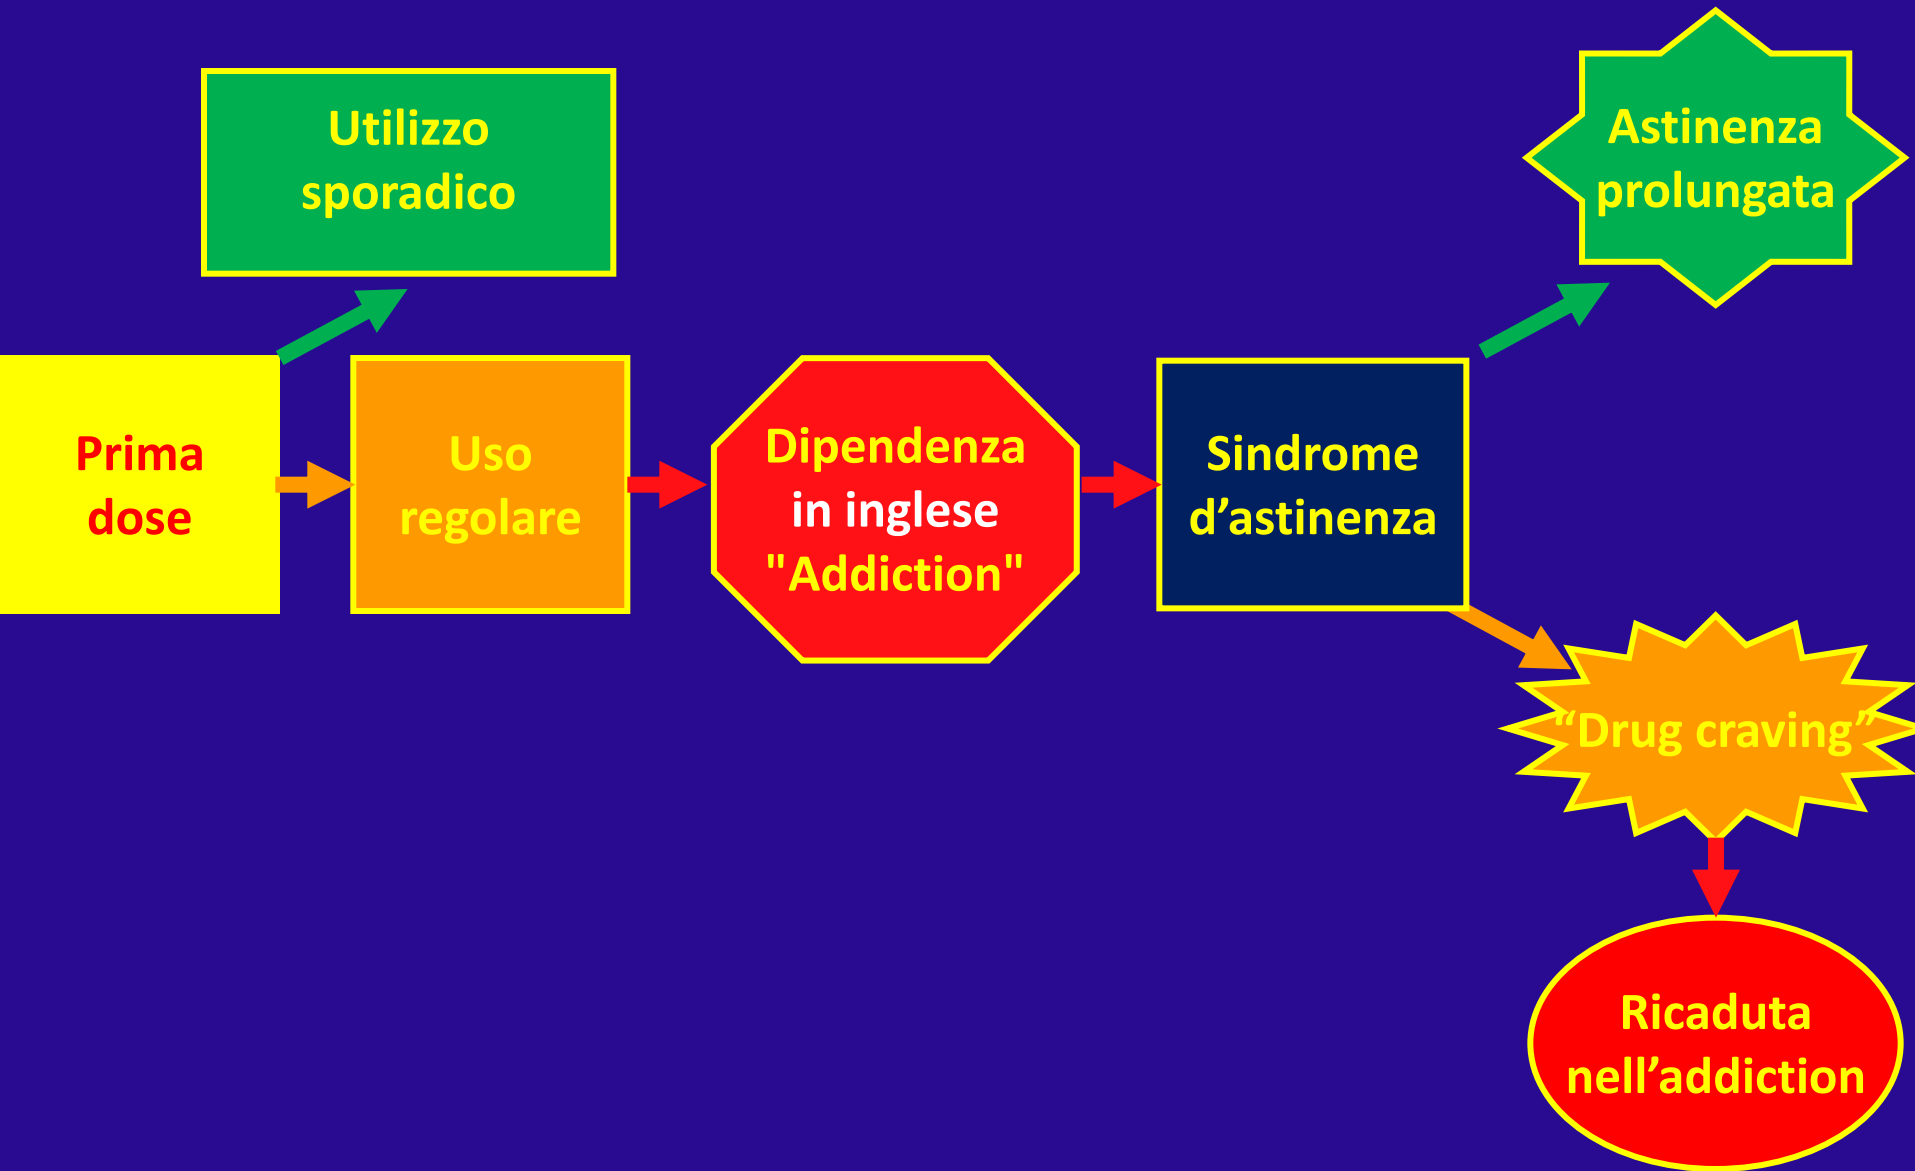 Utilizzo
sporadico
Astinenza
prolungata
Prima
dose
Uso
regolare
Dipendenza
in inglese
"Addiction"
Sindrome
d’astinenza
“Drug craving”
Ricaduta
nell’addiction